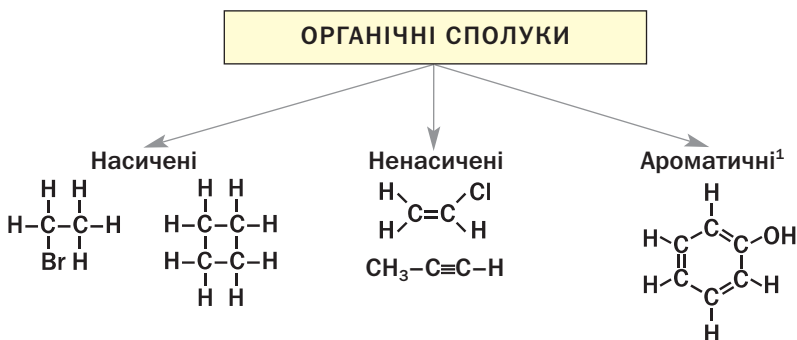 ОРГАНІЧНІ СПОЛУКИ
Насичені
Ненасичені
Ароматичні¹
H H
H–C–C–H
Br H
H H
H–C–C–H
H–C–C–H
H H
H Cl
C=C
H H
CH₃–C≡C–H
H
H C OH
C C
C C
H C H
H